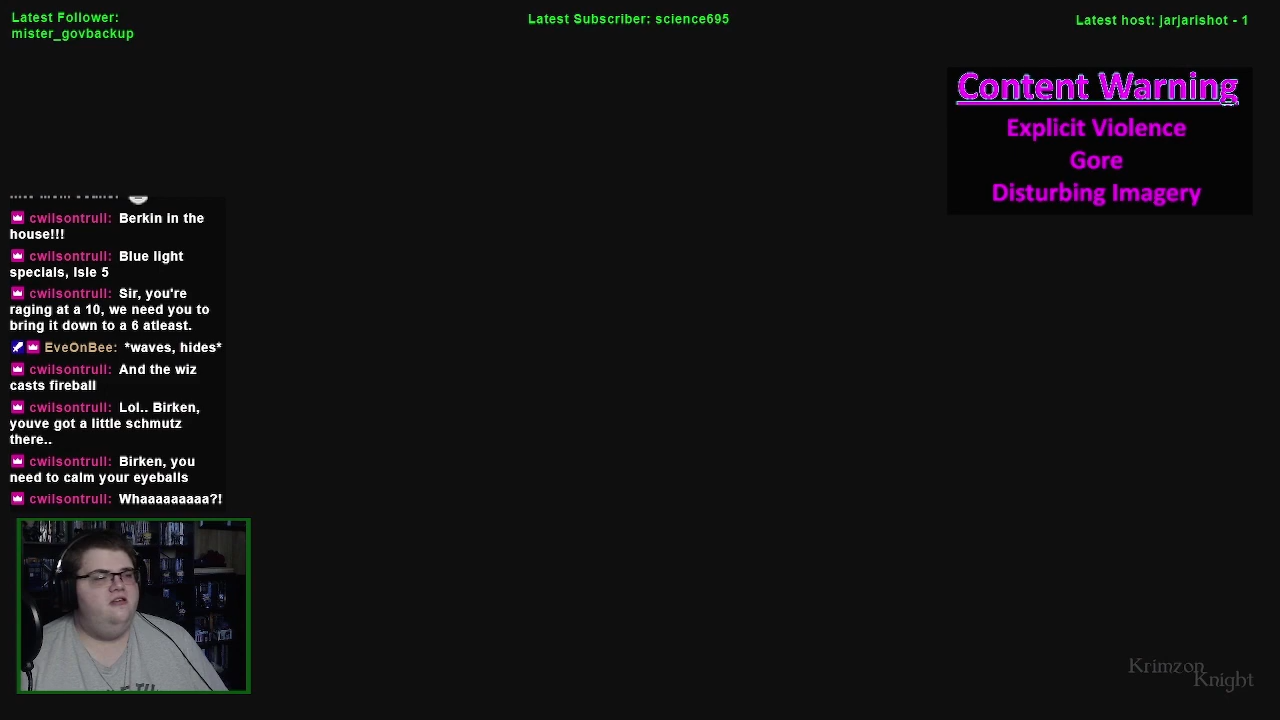 Latest Follower:
mister_govbackup
Latest Subscriber: science695
Latest host: jarjarishot - 1
Content Warning
Explicit Violence
Gore
Disturbing Imagery
cwilsontrull: Berkin in the
house!!!
cwilsontrull: Blue light
specials, Isle 5
cwilsontrull: Sir, you're
raging at a 10, we need you to
bring it down to a 6 atleast.
EveOnBee: *waves, hides*
cwilsontrull: And the wiz
casts fireball
cwilsontrull: Lol.. Birken,
youve got a little schmutz
there..
cwilsontrull: Birken, you
need to calm your eyeballs
cwilsontrull: Whaaaaaaaaa?!
Krimzon
Knight